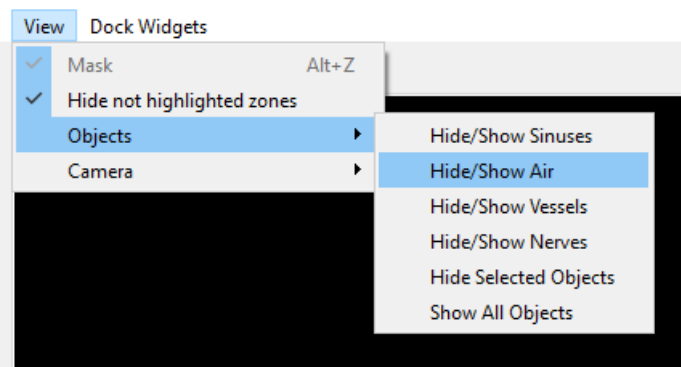 View Dock Widgets
Mask Alt+Z
Hide not highlighted zones
Objects
Camera
Hide/Show Sinuses
Hide/Show Air
Hide/Show Vessels
Hide/Show Nerves
Hide Selected Objects
Show All Objects